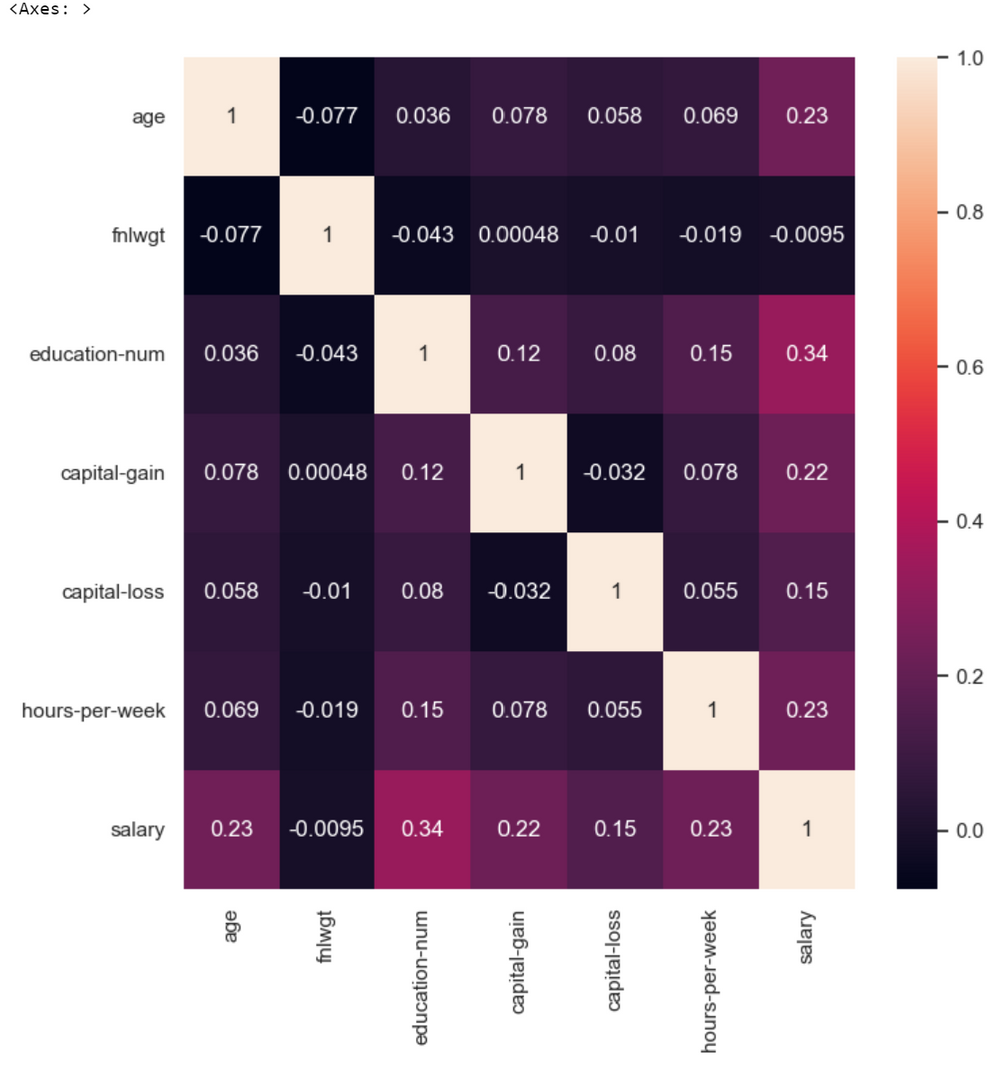 <Axes: >
1.0
age 1 -0.077 0.036 0.078 0.058 0.069 0.23
0.8
fnlwgt -0.077 1 -0.043 0.00048 -0.01 -0.019 -0.0095
education-num 0.036 -0.043 1 0.12 0.08 0.15 0.34
0.6
capital-gain 0.078 0.00048 0.12 1 -0.032 0.078 0.22
0.4
capital-loss 0.058 -0.01 0.08 -0.032 1 0.055 0.15
0.2
hours-per-week 0.069 -0.019 0.15 0.078 0.055 1 0.23
salary 0.23 -0.0095 0.34 0.22 0.15 0.23 1
0.0
age
fnlwgt
education-num
capital-gain
capital-loss
hours-per-week
salary